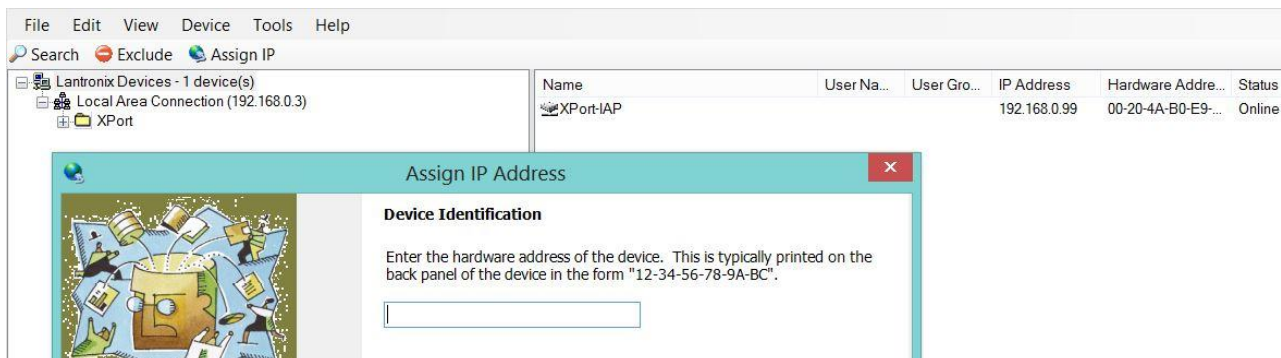 File Edit View Device Tools Help
Search Exclude Assign IP
Lantronix Devices - 1 device(s)
Local Area Connection (192.168.0.3)
XPort
Name User Na... User Gro... IP Address Hardware Addre... Status
XPort-IAP 192.168.0.99 00-20-4A-B0-E9-... Online
Assign IP Address
Device Identification
Enter the hardware address of the device. This is typically printed on the
back panel of the device in the form "12-34-56-78-9A-BC".